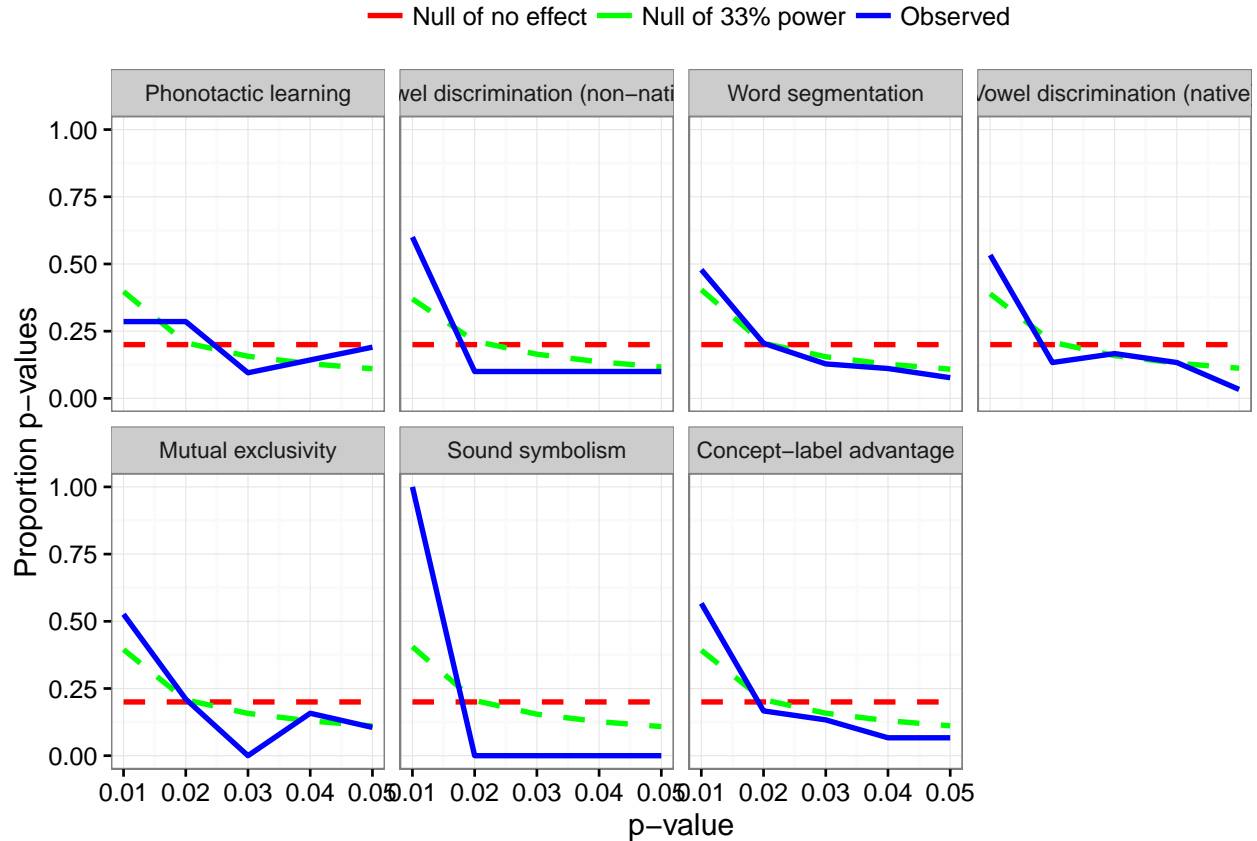 Null of no effect Null of 33% power Observed
Phonotactic learning
wel discrimination (non−nati
Word segmentation
Vowel discrimination (native)
1.00
0.75
0.50
0.25
0.00
Mutual exclusivity
Sound symbolism
Concept−label advantage
1.00
0.75
0.50
0.25
0.00
Proportion p−values
0.01 0.02 0.03 0.04 0.05
0.01 0.02 0.03 0.04 0.05
0.01 0.02 0.03 0.04 0.05
p−value